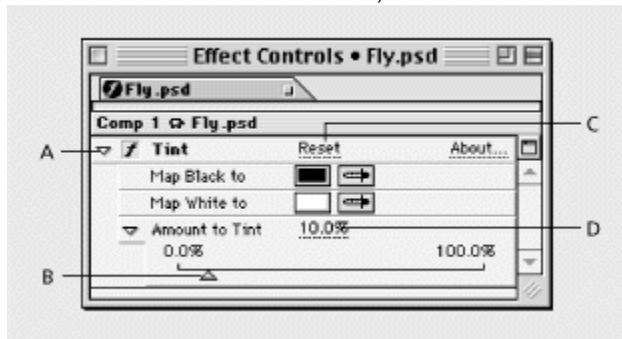 Effect Controls • Fly.psd
Fly.psd
Comp 1 Fly.psd
A
f Tint Reset About...
C
Map Black to
Map White to
Amount to Tint 10.0%
D
0.0% 100.0%
B